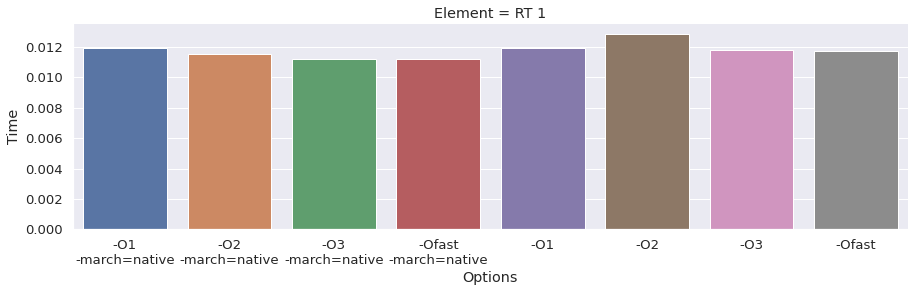 Element = RT 1
Time
0.012
0.010
0.008
0.006
0.004
0.002
0.000
-O1
-march=native
-O2
-march=native
-O3
-march=native
-Ofast
-march=native
-O1
-O2
-O3
-Ofast
Options